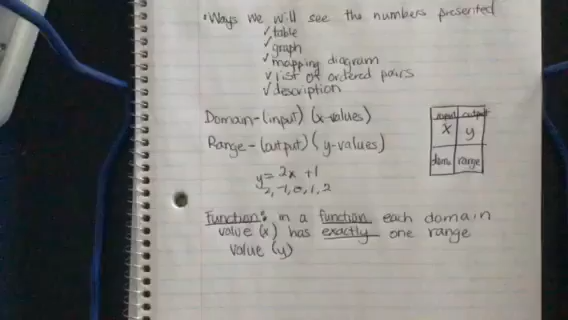 •Ways we will see the numbers presented
✓table
✓graph
✓mapping diagram
✓list of ordered pairs
✓description
Domain-(input) (x-values)
Range-(output) (y-values)
input output
x y
dom. range
y=2x+1
2,-1,0,1,2
Function: in a function each domain
value (x) has exactly one range
value (y)